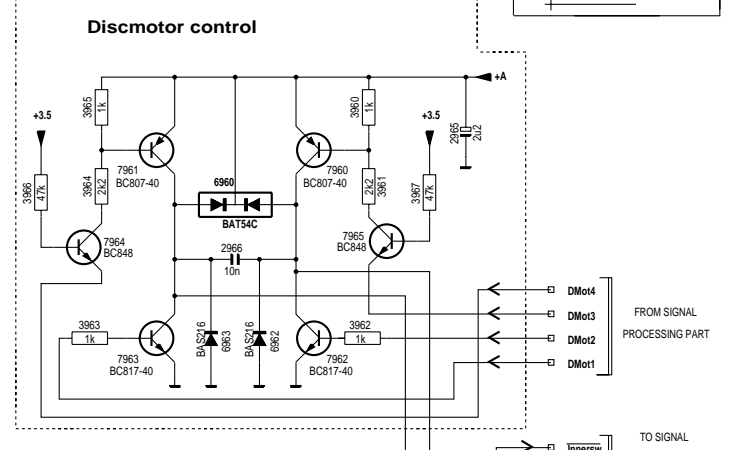 Discmotor control
+A
+3.5
+3.5
3965
1k
3960
1k
2965
2u2
7961
BC807-40
7960
BC807-40
3966
47k
3964
2k2
6960
2k2
3961
3967
47k
BAT54C
7964
BC848
7965
BC848
2966
10n
DMot4
DMot3
DMot2
DMot1
FROM SIGNAL
PROCESSING PART
3963
1k
BAS216
6963
BAS216
6962
3962
1k
7963
BC817-40
7962
BC817-40
TO SIGNAL
Innersw